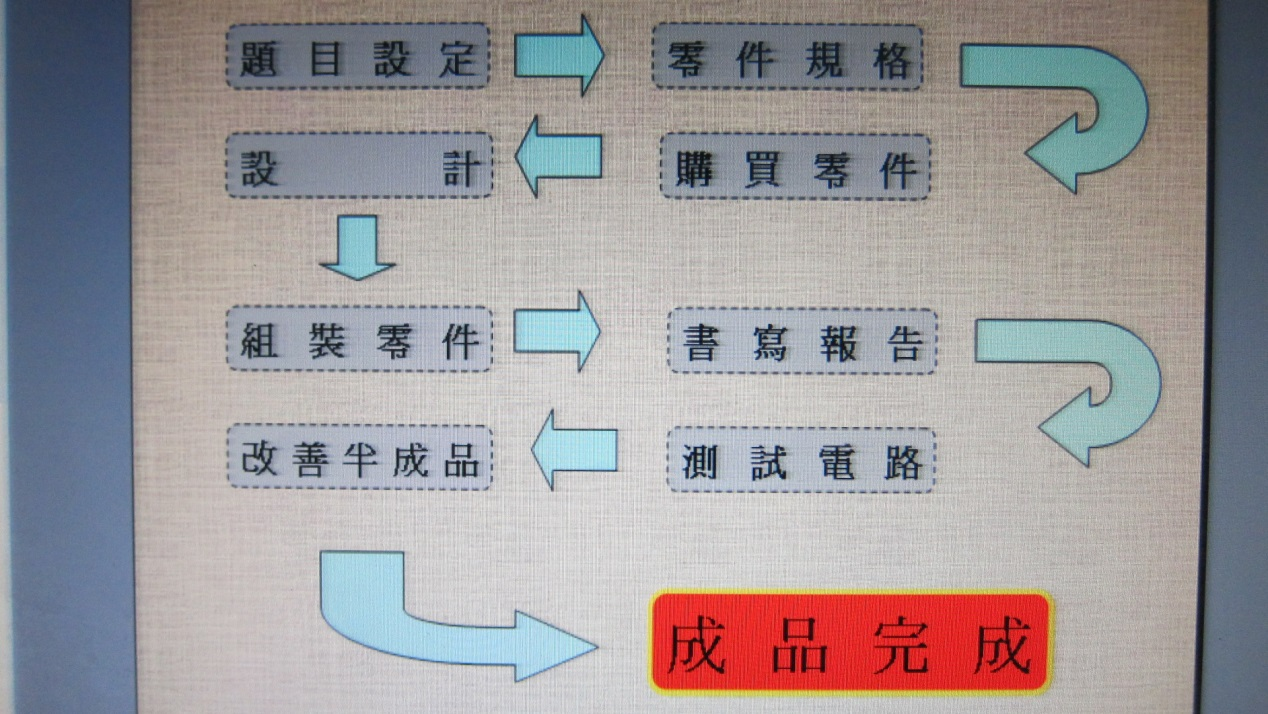 題目設定
零件規格
購買零件
設計
組裝零件
書寫報告
測試電路
改善半成品
成品完成